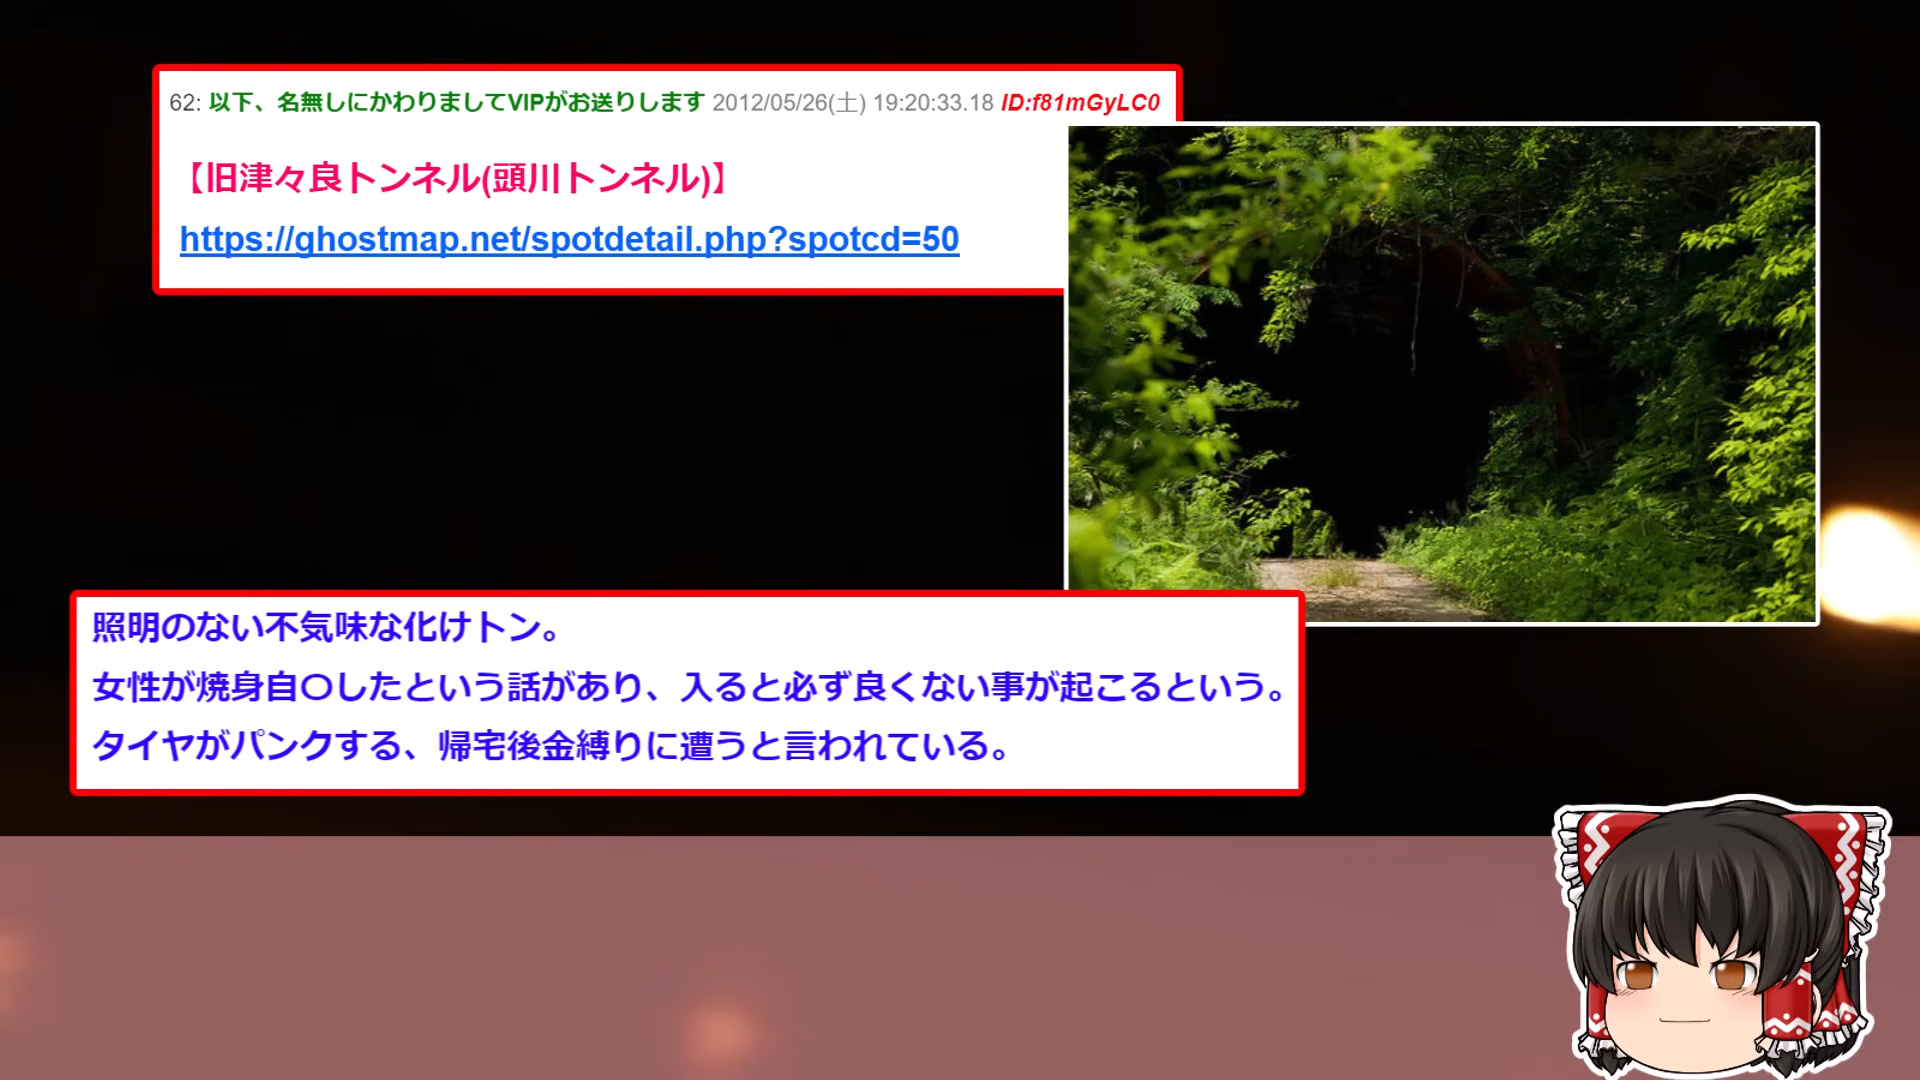 62: 以下、名無しにかわりましてVIPがお送りします 2012/05/26(土) 19:20:33.18 ID:f81mGyLC0
【旧津々良トンネル(頭川トンネル)】
https://ghostmap.net/spotdetail.php?spotcd=50
照明のない不気味な化けトン。
女性が焼身自〇したという話があり、入ると必ず良くない事が起こるという。
タイヤがパンクする、帰宅後金縛りに遭うと言われている。